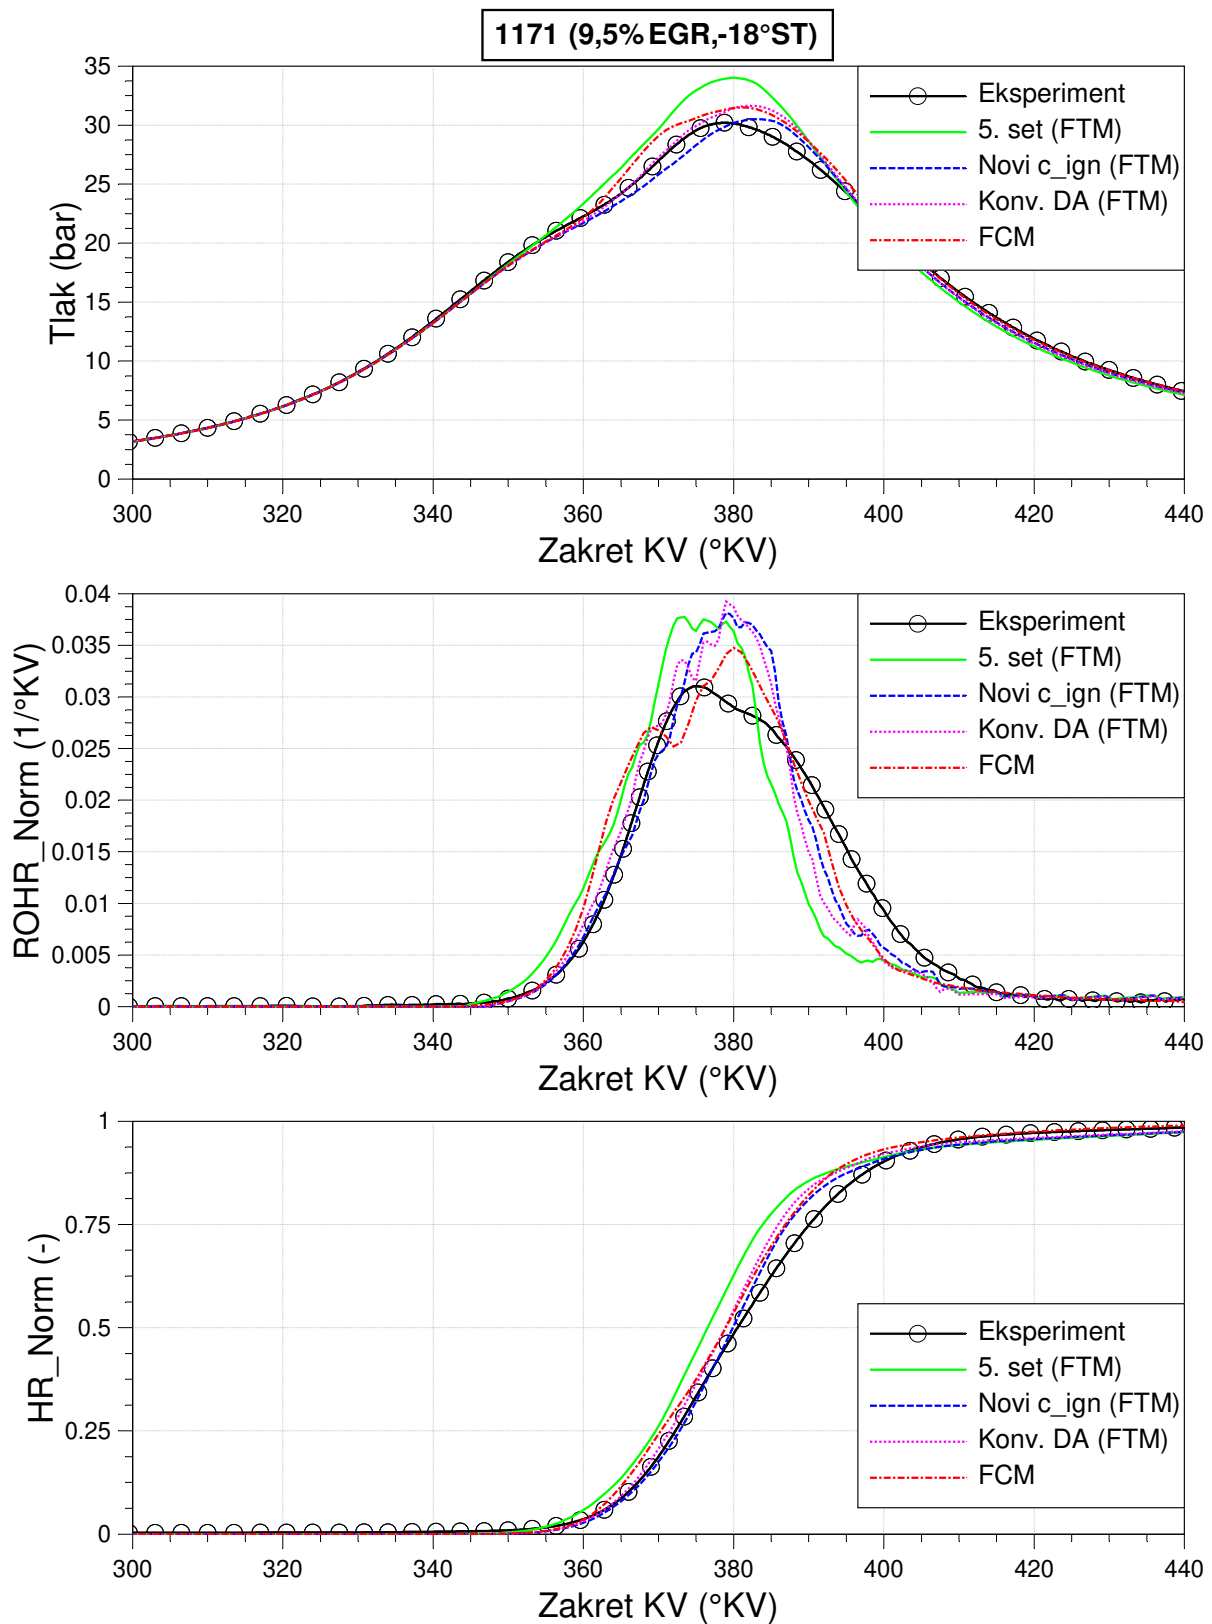 1171 (9,5% EGR,-18°ST)
35
30
25
20
15
10
5
0
Tlak (bar)
Eksperiment
5. set (FTM)
Novi c_ign (FTM)
Konv. DA (FTM)
FCM
300 320 340 360 380 400 420 440
Zakret KV (°KV)
0.04
0.035
0.03
0.025
0.02
0.015
0.01
0.005
0
ROHR_Norm (1/°KV)
Eksperiment
5. set (FTM)
Novi c_ign (FTM)
Konv. DA (FTM)
FCM
300 320 340 360 380 400 420 440
Zakret KV (°KV)
1
0.75
0.5
0.25
0
HR_Norm (-)
Eksperiment
5. set (FTM)
Novi c_ign (FTM)
Konv. DA (FTM)
FCM
300 320 340 360 380 400 420 440
Zakret KV (°KV)